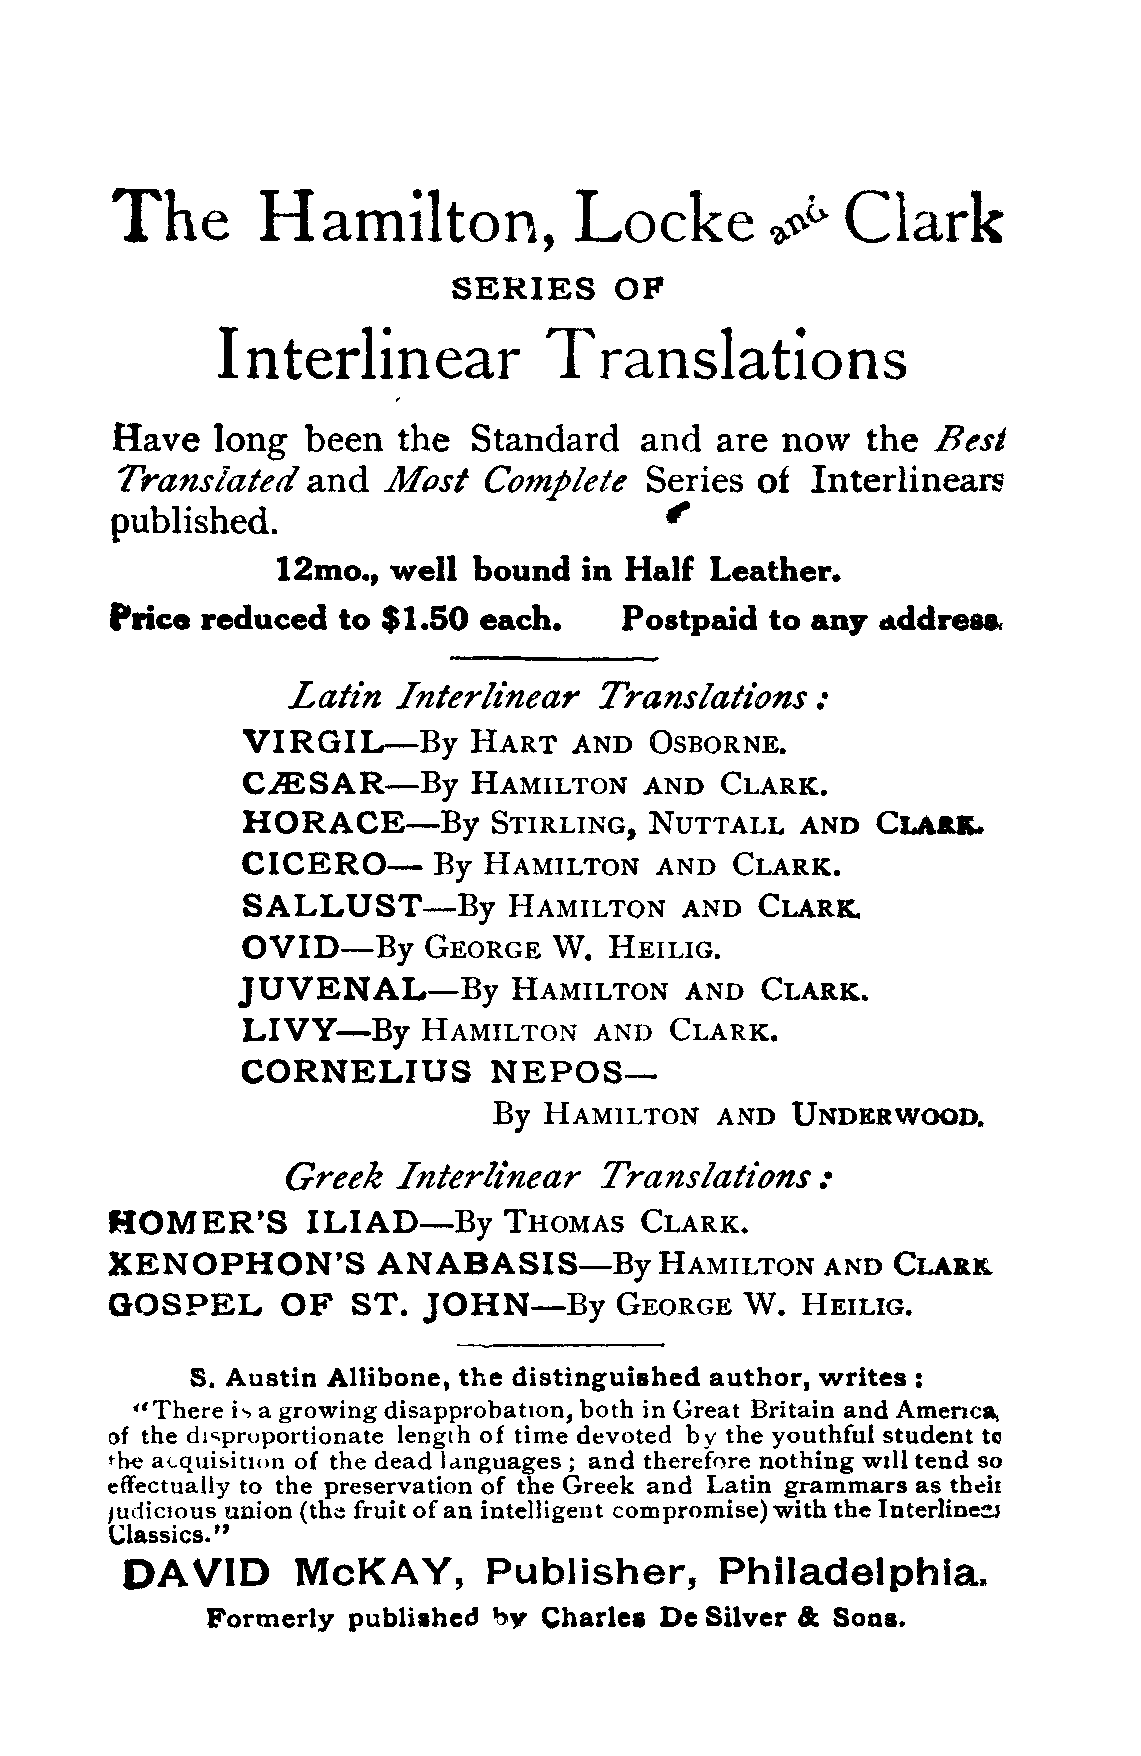 The Hamilton, Locke and Clark
SERIES OF
Interlinear Translations
Have long been the Standard and are now the Best
Translated and Most Complete Series of Interlinears
published.
12mo., well bound in Half Leather.
Price reduced to $1.50 each. Postpaid to any address.
Latin Interlinear Translations:
VIRGIL—By HART AND OSBORNE.
CÆSAR—By HAMILTON AND CLARK.
HORACE—By STIRLING, NUTTALL AND CLARK.
CICERO—By HAMILTON AND CLARK.
SALLUST—By HAMILTON AND CLARK.
OVID—By GEORGE W. HEILIG.
JUVENAL—By HAMILTON AND CLARK.
LIVY—By HAMILTON AND CLARK.
CORNELIUS NEPOS—
By HAMILTON AND UNDERWOOD.
Greek Interlinear Translations:
HOMER'S ILIAD—By THOMAS CLARK.
XENOPHON'S ANABASIS—By HAMILTON AND CLARK.
GOSPEL OF ST. JOHN—By GEORGE W. HEILIG.
S. Austin Allibone, the distinguished author, writes:
"There is a growing disapprobation, both in Great Britain and America,
of the disproportionate length of time devoted by the youthful student to
the acquisition of the dead languages; and therefore nothing will tend so
effectually to the preservation of the Greek and Latin grammars as their
judicious union (the fruit of an intelligent compromise) with the Interlinear
Classics."
DAVID McKAY, Publisher, Philadelphia.
Formerly published by Charles De Silver & Sons.